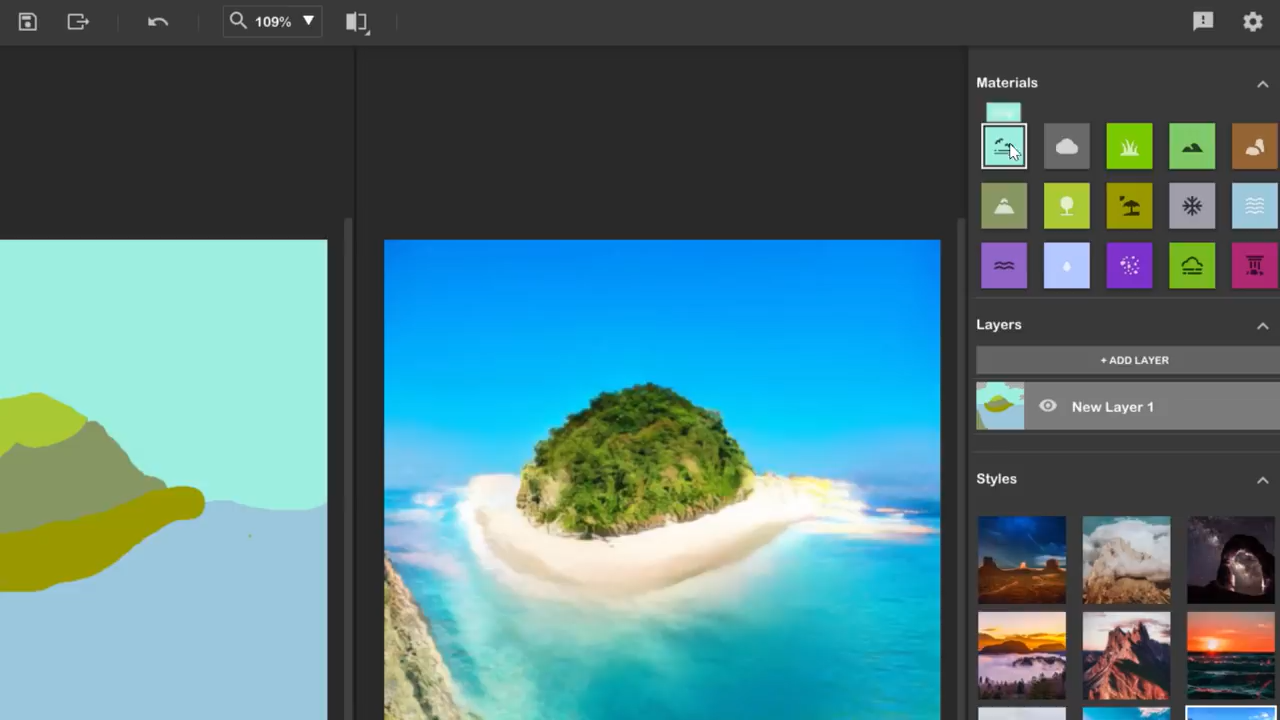 109%
Materials
Layers
+ ADD LAYER
New Layer 1
Styles